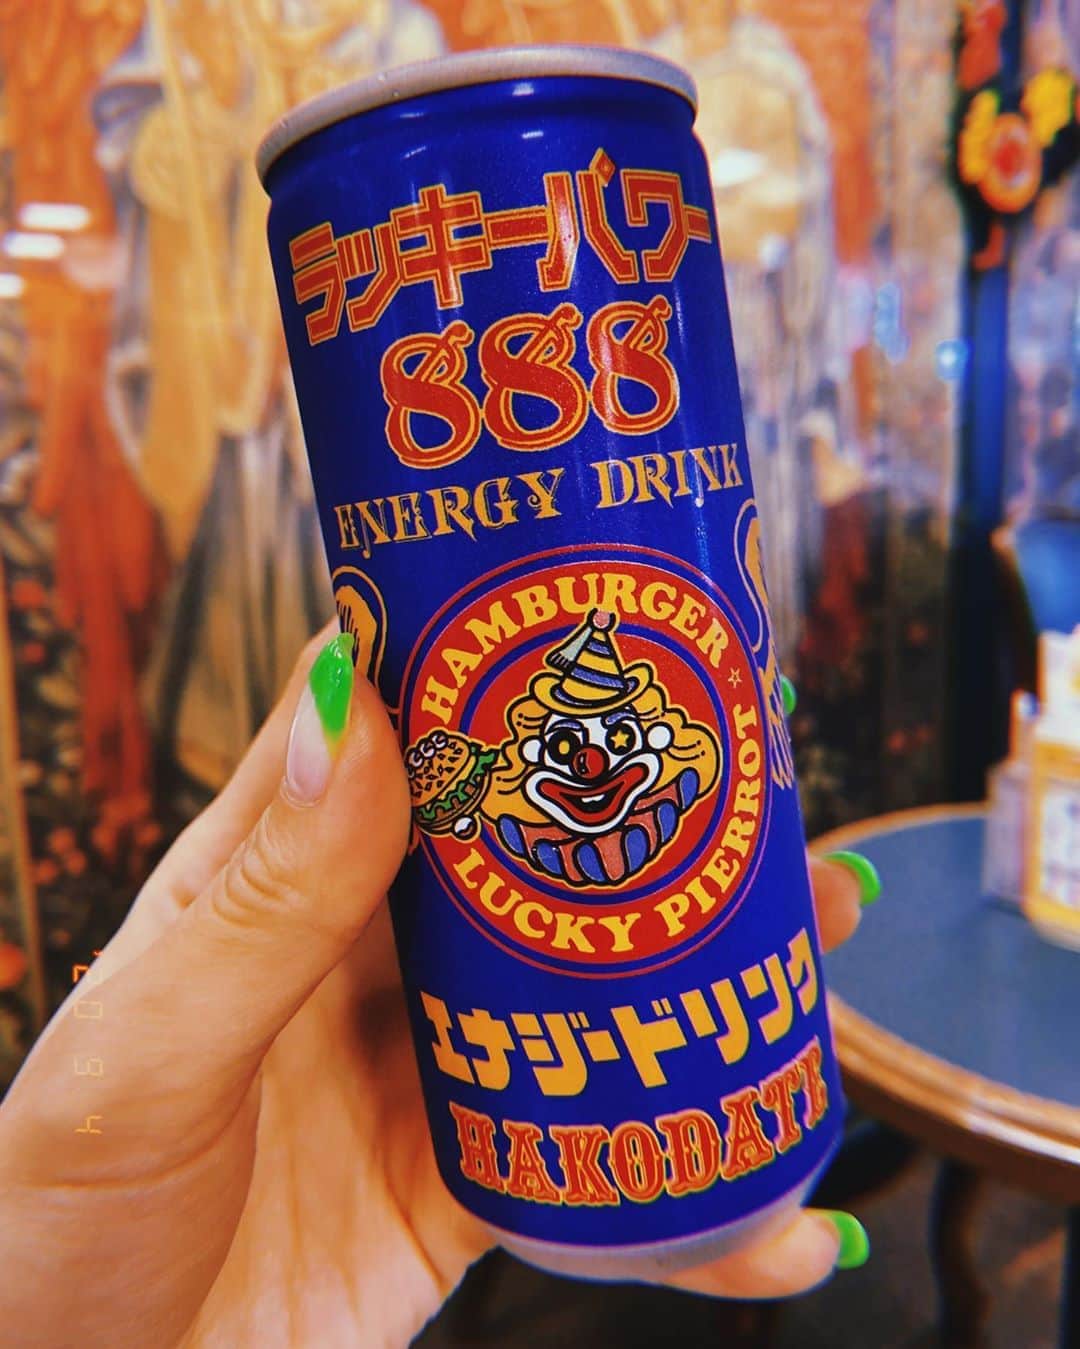 ラッキーパワー
888
ENERGY DRINK
HAMBURGER
LUCKY PIERROT
エナジードリンク
HAKODATE